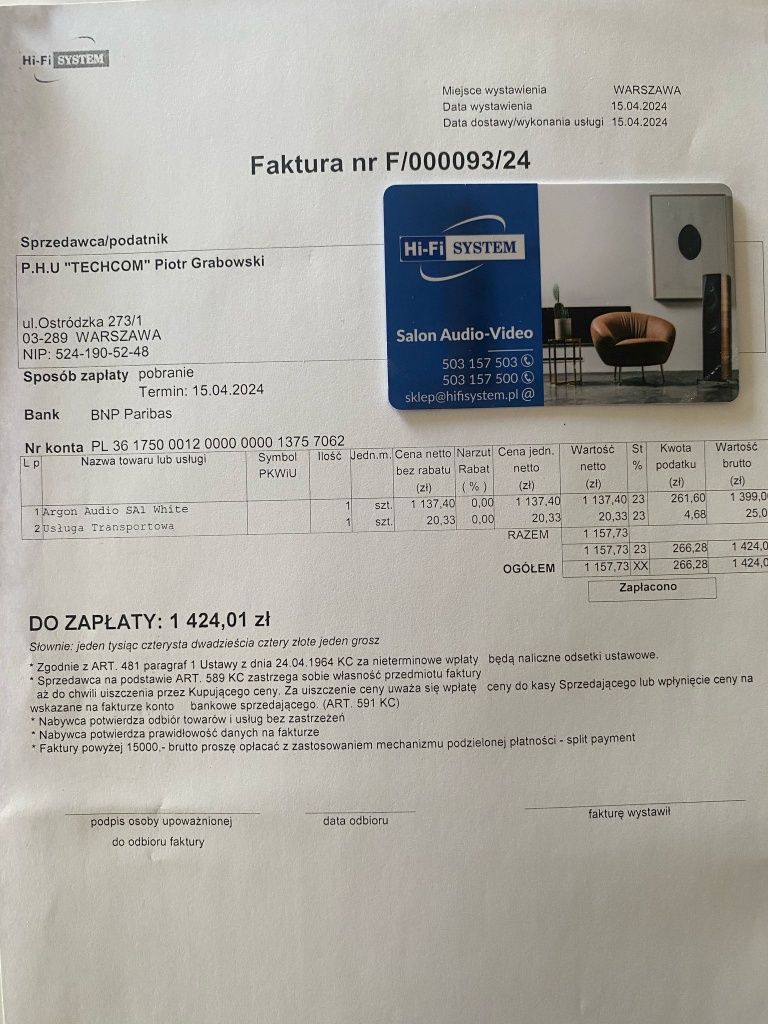 Hi-Fi SYSTEM
Miejsce wystawienia WARSZAWA
Data wystawienia 15.04.2024
Data dostawy/wykonania usługi 15.04.2024
Faktura nr F/000093/24
Sprzedawca/podatnik
P.H.U "TECHCOM" Piotr Grabowski
ul.Ostródzka 273/1
03-289 WARSZAWA
NIP: 524-190-52-48
Hi-Fi SYSTEM
Salon Audio-Video
503 157 503
503 157 500
sklep@hifisystem.pl @
Sposób zapłaty pobranie
Termin: 15.04.2024
Bank BNP Paribas
Nr konta PL 36 1750 0012 0000 0000 1375 7062
L p Nazwa towaru lub usługi Symbol PKWiU Ilość Jedn.m. Cena netto bez rabatu (zł) Narzut Rabat ( % ) Cena jedn. netto (zł) Wartość netto (zł) St % Kwota podatku (zł) Wartość brutto (zł)
1 Argon Audio SA1 White 1 szt. 1 137,40 0,00 1 137,40 1 137,40 23 261,60 1 399,0
2 Usługa Transportowa 1 szt. 20,33 0,00 20,33 20,33 23 4,68 25,0
RAZEM 1 157,73
1 157,73 23 266,28 1 424,0
OGÓŁEM 1 157,73 XX 266,28 1 424,0
Zapłacono
DO ZAPŁATY: 1 424,01 zł
Słownie: jeden tysiąc czterysta dwadzieścia cztery złote jeden grosz
* Zgodnie z ART. 481 paragraf 1 Ustawy z dnia 24.04.1964 KC za nieterminowe wpłaty będą naliczne odsetki ustawowe.
* Sprzedawca na podstawie ART. 589 KC zastrzega sobie własność przedmiotu faktury
aż do chwili uiszczenia przez Kupującego ceny. Za uiszczenie ceny uważa się wpłatę ceny do kasy Sprzedającego lub wpłynięcie ceny na
wskazane na fakturze konto bankowe sprzedającego. (ART. 591 KC)
* Nabywca potwierdza odbiór towarów i usług bez zastrzeżeń
* Nabywca potwierdza prawidłowość danych na fakturze
* Faktury powyżej 15000,- brutto proszę opłacać z zastosowaniem mechanizmu podzielonej płatności - split payment
podpis osoby upoważnionej data odbioru fakturę wystawił
do odbioru faktury